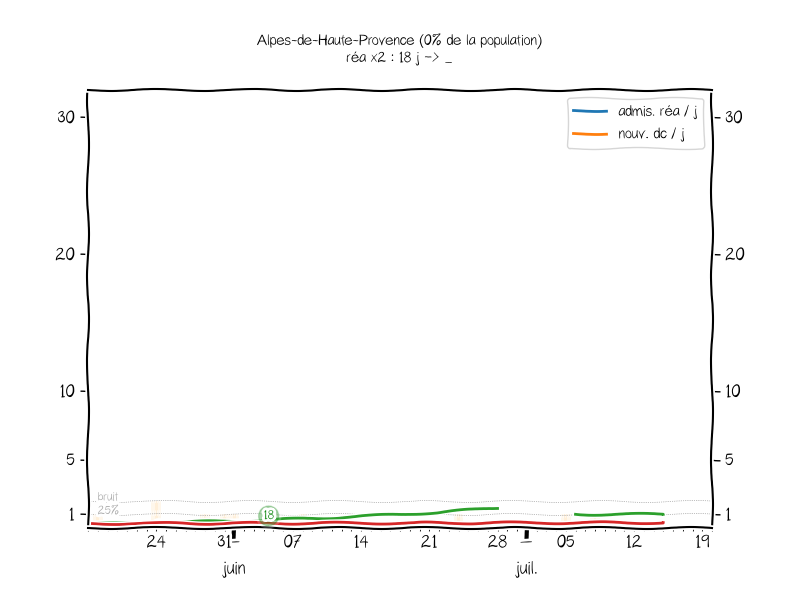 Alpes-de-Haute-Provence (0% de la population)
réa x2 : 18 j -> _
30 30
admis. réa / j
nouv. dc / j
20 20
10 10
5 5
bruit
25%
1 18 1
24 31 07 14 21 28 05 12 19
juin juil.